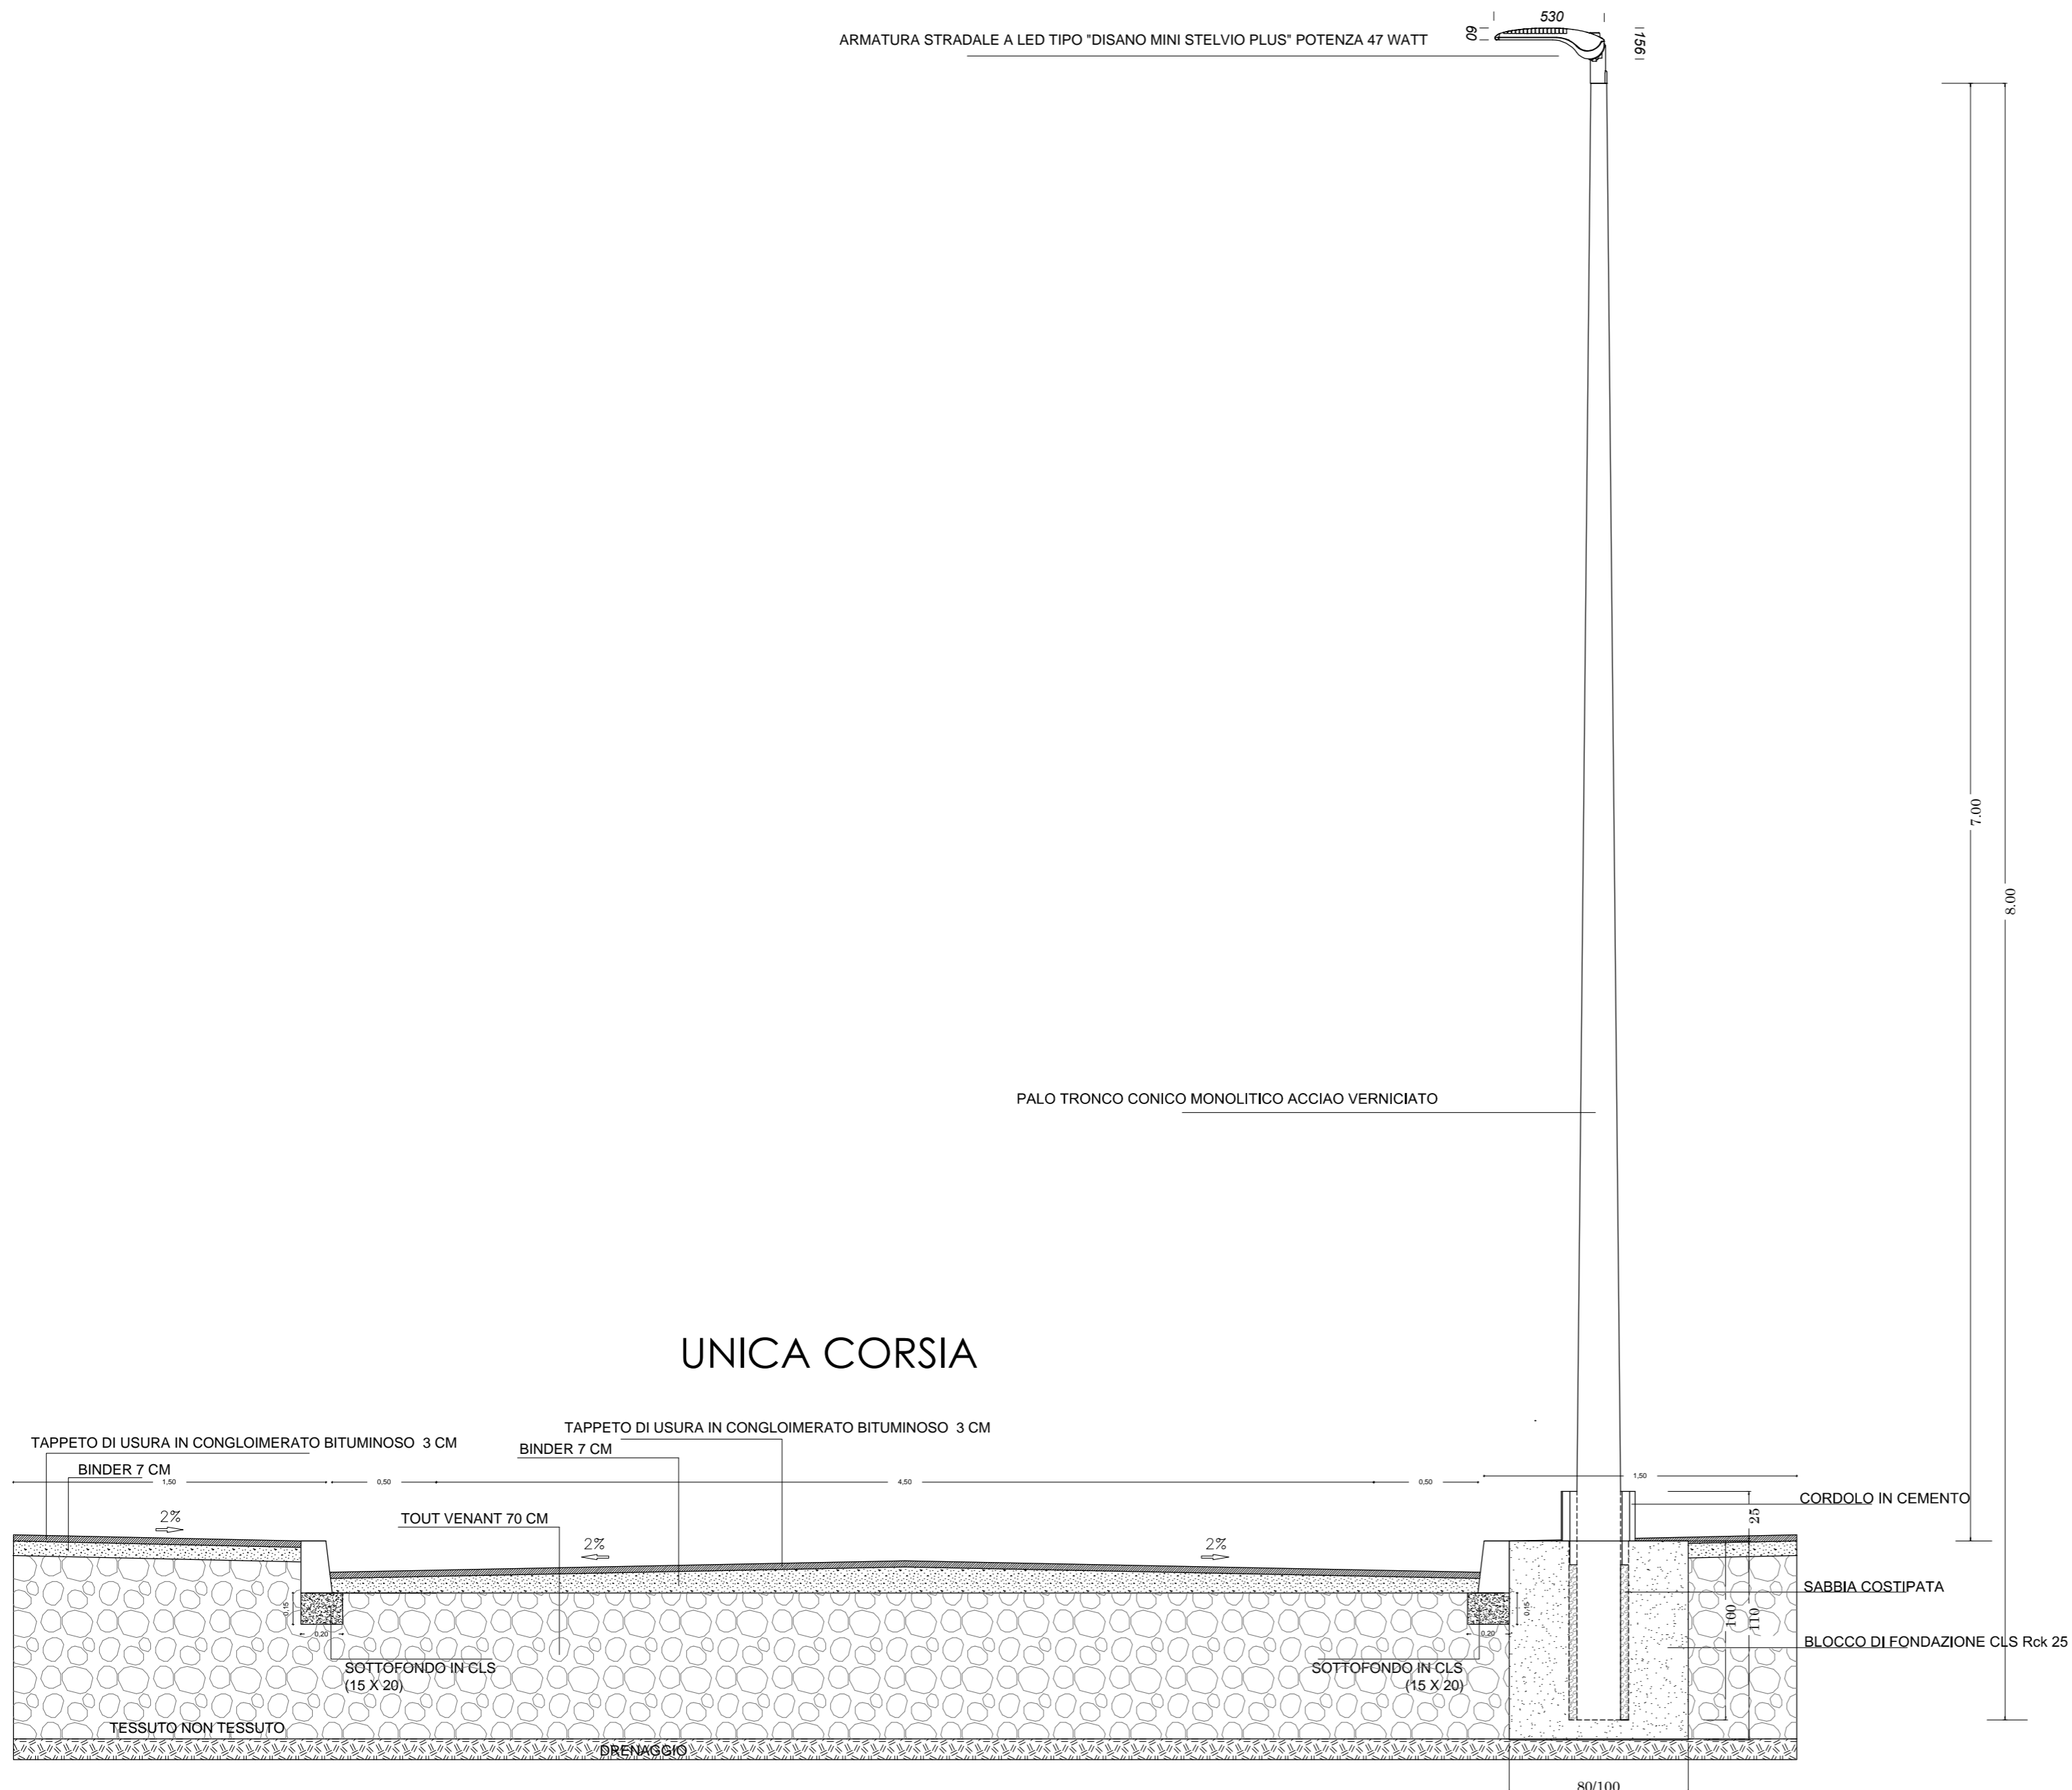 530
60
156
ARMATURA STRADALE A LED TIPO "DISANO MINI STELVIO PLUS" POTENZA 47 WATT
7.00
8.00
PALO TRONCO CONICO MONOLITICO ACCIAO VERNICIATO
UNICA CORSIA
TAPPETO DI USURA IN CONGLOIMERATO BITUMINOSO 3 CM
BINDER 7 CM
TAPPETO DI USURA IN CONGLOIMERATO BITUMINOSO 3 CM
BINDER 7 CM
1,50
0,50
4,50
0,50
1,50
CORDOLO IN CEMENTO
25
2%
TOUT VENANT 70 CM
2%
2%
SABBIA COSTIPATA
0,15
0,20
0,15
0,20
100
110
BLOCCO DI FONDAZIONE CLS Rck 25
SOTTOFONDO IN CLS
(15 X 20)
SOTTOFONDO IN CLS
(15 X 20)
TESSUTO NON TESSUTO
DRENAGGIO
80/100